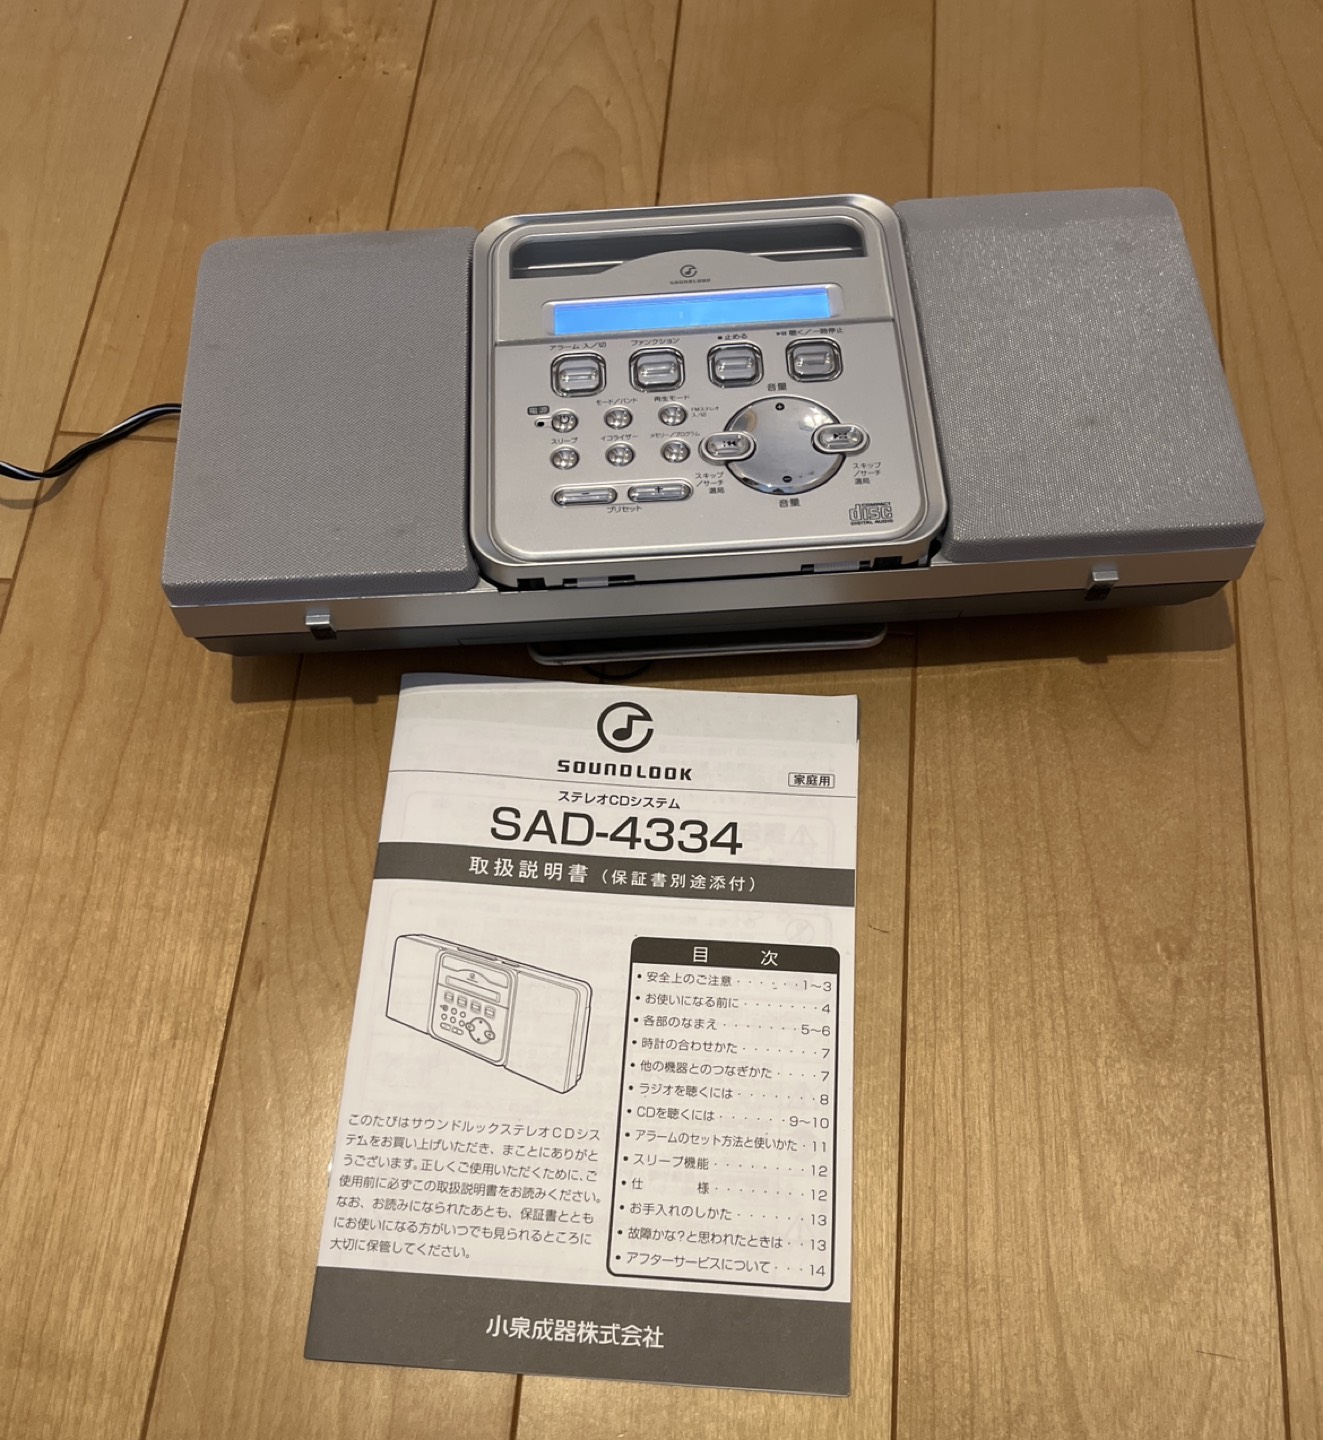 SOUNDLOOK
アラーム 入/切
ファンクション
■止める
▶Ⅱ聴く/一時停止
音量
電源
モード/バンド
再生モード
FMステレオ
入/切
スリープ
イコライザー
メモリー/プログラム
スキップ
/サーチ
選局
スキップ
/サーチ
選局
プリセット
音量
COMPACT
disc
DIGITAL AUDIO
SOUNDLOOK
家庭用
ステレオCDシステム
SAD-4334
取扱説明書(保証書別途添付)
目 次
•安全上のご注意・・・・・・1〜3
•お使いになる前に・・・・・・・4
•各部のなまえ・・・・・・・5〜6
•時計の合わせかた・・・・・・・7
•他の機器とのつなぎかた・・・・7
•ラジオを聴くには・・・・・・・8
•CDを聴くには・・・・・・9〜10
•アラームのセット方法と使いかた・11
•スリープ機能・・・・・・・・12
•仕 様・・・・・・・・12
•お手入れのしかた・・・・・・13
•故障かな?と思われたときは・・13
•アフターサービスについて・・・14
このたびはサウンドルックステレオCDシス
テムをお買い上げいただき、まことにありがと
うございます。正しくご使用いただくために、ご
使用前に必ずこの取扱説明書をお読みください。
なお、お読みになられたあとも、保証書ととも
にお使いになる方がいつでも見られるところに
大切に保管してください。
小泉成器株式会社